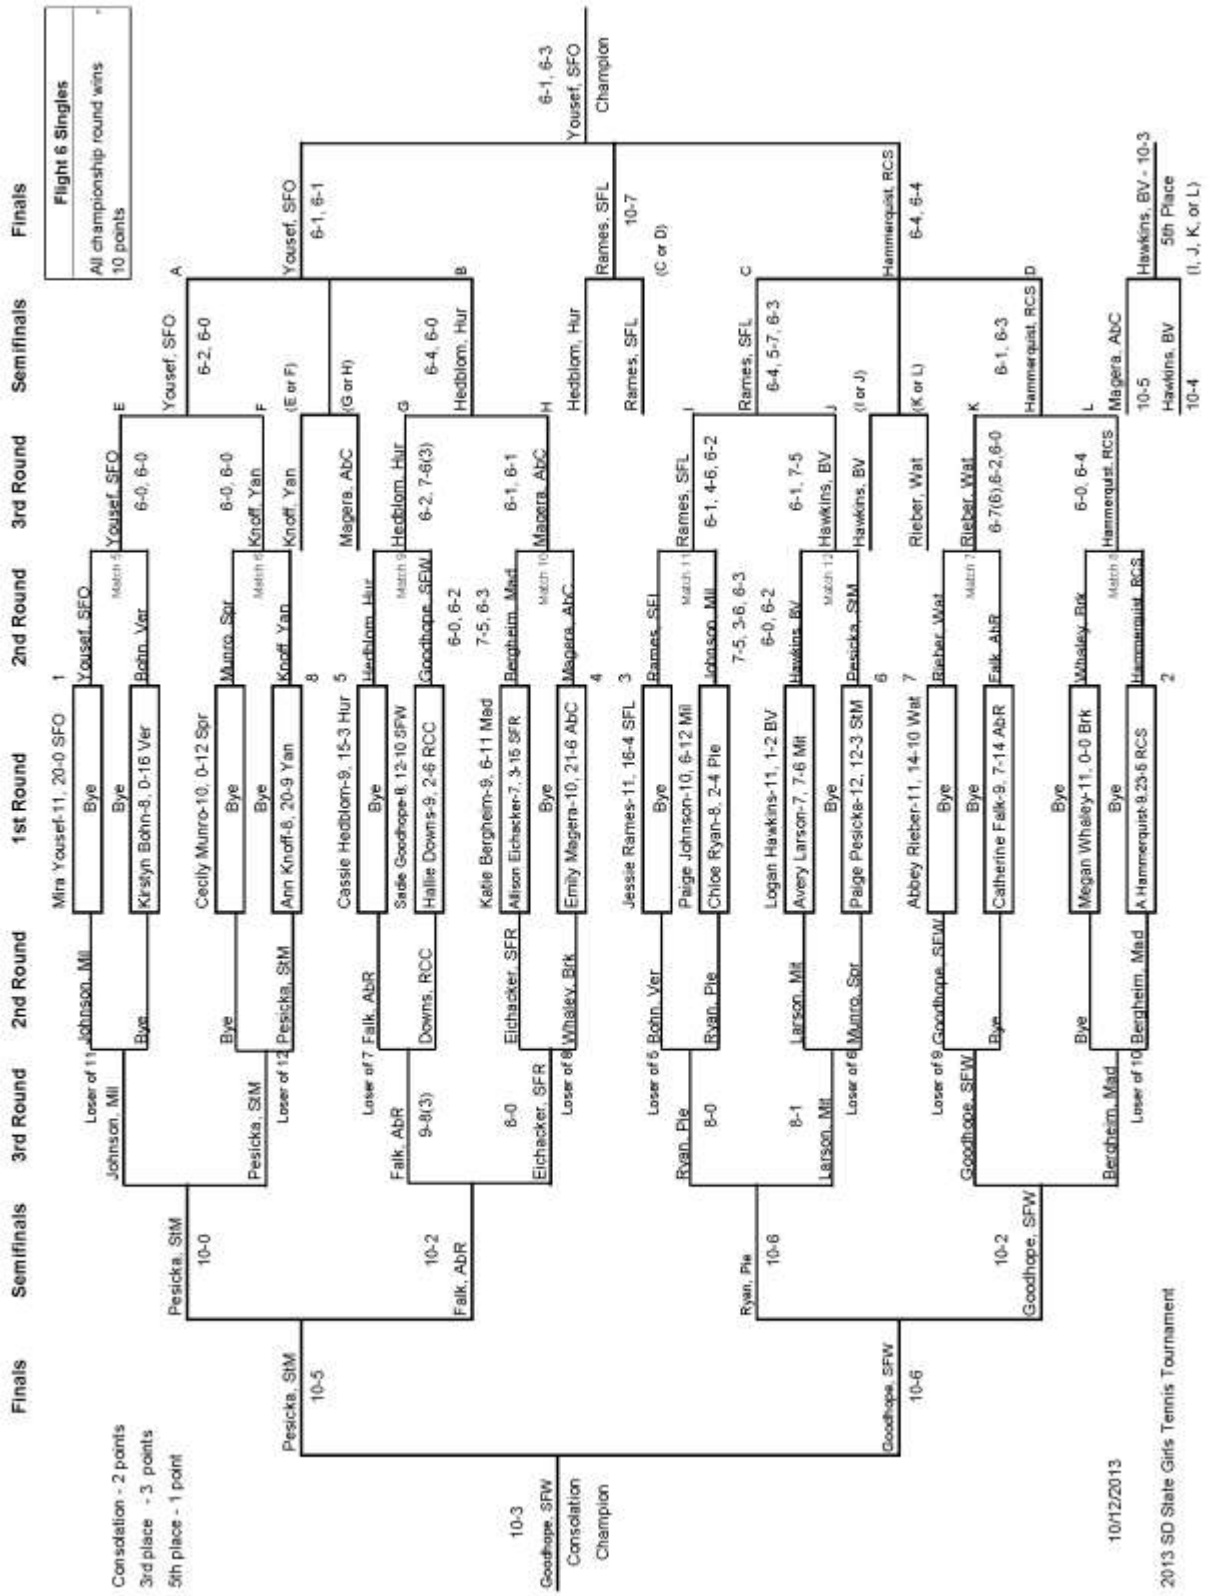 Finals
Semifinals
3rd Round
2nd Round
1st Round
2nd Round
3rd Round
Semifinals
Finals
Flight 6 Singles
All championship round wins
10 points
Consolation - 2 points
3rd place - 3 points
5th place - 1 point
Mira Yousef-11, 20-0 SFO
1
Yousef, SFO
Bye
Bye
Match 5
Yousef, SFO
6-0, 6-0
E
Loser of 11
Johnson, Mil
Johnson, Mil
Bye
Kirstyn Bohn-8, 0-16 Ver
Bohn, Ver
Yousef, SFO
6-2, 6-0
A
Pesicka, StM
10-0
Cecily Munro-10, 0-12 Spr
Munro, Spr
Bye
Bye
Bye
Match 6
6-0, 6-0
Knoff, Yan
F
Pesicka, StM
Loser of 12
Pesicka, StM
Ann Knoff-8, 20-9 Yan
Knoff, Yan
8
Knoff, Yan
(E or F)
Yousef, SFO
6-1, 6-1
Pesicka, StM
10-5
Magera, AbC
(G or H)
Cassie Hedblom-9, 15-3 Hur
5
Hedblom, Hur
Loser of 7
Falk, AbR
Bye
Match 9
Hedblom, Hur
G
6-2, 7-6(3)
Falk, AbR
9-8(3)
Sadie Goodhope-8, 12-10 SFW
Hallie Downs-9, 2-6 RCC
Downs, RCC
Goodhope, SFW
6-0, 6-2
6-4, 6-0
Hedblom, Hur
B
10-2
Falk, AbR
Katie Bergheim-9, 6-11 Mad
7-5, 6-3
Bergheim, Mad
Allison Eichacker-7, 3-15 SFR
Eichacker, SFR
8-0
Eichacker, SFR
Bye
Match 10
6-1, 6-1
Magera, AbC
H
Loser of 8
Whaley, Brk
Emily Magera-10, 21-6 AbC
Magera, AbC
4
6-1, 6-3
Yousef, SFO
Champion
10-3
Goodhope, SFW
Consolation
Champion
Hedblom, Hur
Rames, SFL
10-7
Rames, SFL
(C or D)
Jessie Rames-11, 16-4 SFL
3
Rames, SFL
Loser of 5
Bohn, Ver
Bye
Match 11
Rames, SFL
I
6-1, 4-6, 6-2
Ryan, Pie
8-0
Paige Johnson-10, 6-12 Mil
Chloe Ryan-8, 2-4 Pie
Ryan, Pie
Johnson, Mil
7-5, 3-6, 6-3
Rames, SFL
6-4, 5-7, 6-3
C
Ryan, Pie
10-6
Logan Hawkins-11, 1-2 BV
6-0, 6-2
Hawkins, BV
Avery Larson-7, 7-6 Mit
Larson, Mit
8-1
Larson, Mit
Bye
Match 12
6-1, 7-5
Hawkins, BV
J
Loser of 6
Munro, Spr
Paige Pesicka-12, 12-3 StM
Pesicka, StM
6
Hawkins, BV
(I or J)
Hammerquist, RCS
6-4, 6-4
Goodhope, SFW
10-6
Rieber, Wat
(K or L)
Abbey Rieber-11, 14-10 Wat
7
Rieber, Wat
Loser of 9
Goodhope, SFW
Bye
Bye
Match 7
Rieber, Wat
K
6-7(6),6-2,6-0
Goodhope, SFW
Bye
Catherine Falk-9, 7-14 AbR
Falk, AbR
6-1, 6-3
Hammerquist, RCS
D
10-2
Goodhope, SFW
Bye
Bye
Megan Whaley-11, 0-0 Brk
Whaley, Brk
Bye
Match 8
6-0, 6-4
Hammerquist, RCS
L
Bergheim, Mad
Loser of 10
Bergheim, Mad
A Hammerquist-9,23-5 RCS
Hammerquist, RCS
2
Magera, AbC
10-5
Hawkins, BV - 10-3
5th Place
Hawkins, BV
10-4
(I, J, K, or L)
10/12/2013
2013 SD State Girls Tennis Tournament